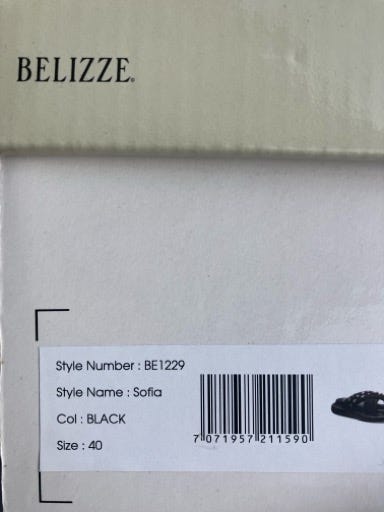 BELIZZE.
Style Number : BE1229
Style Name : Sofia
Col : BLACK
Size : 40
7 071957 211590